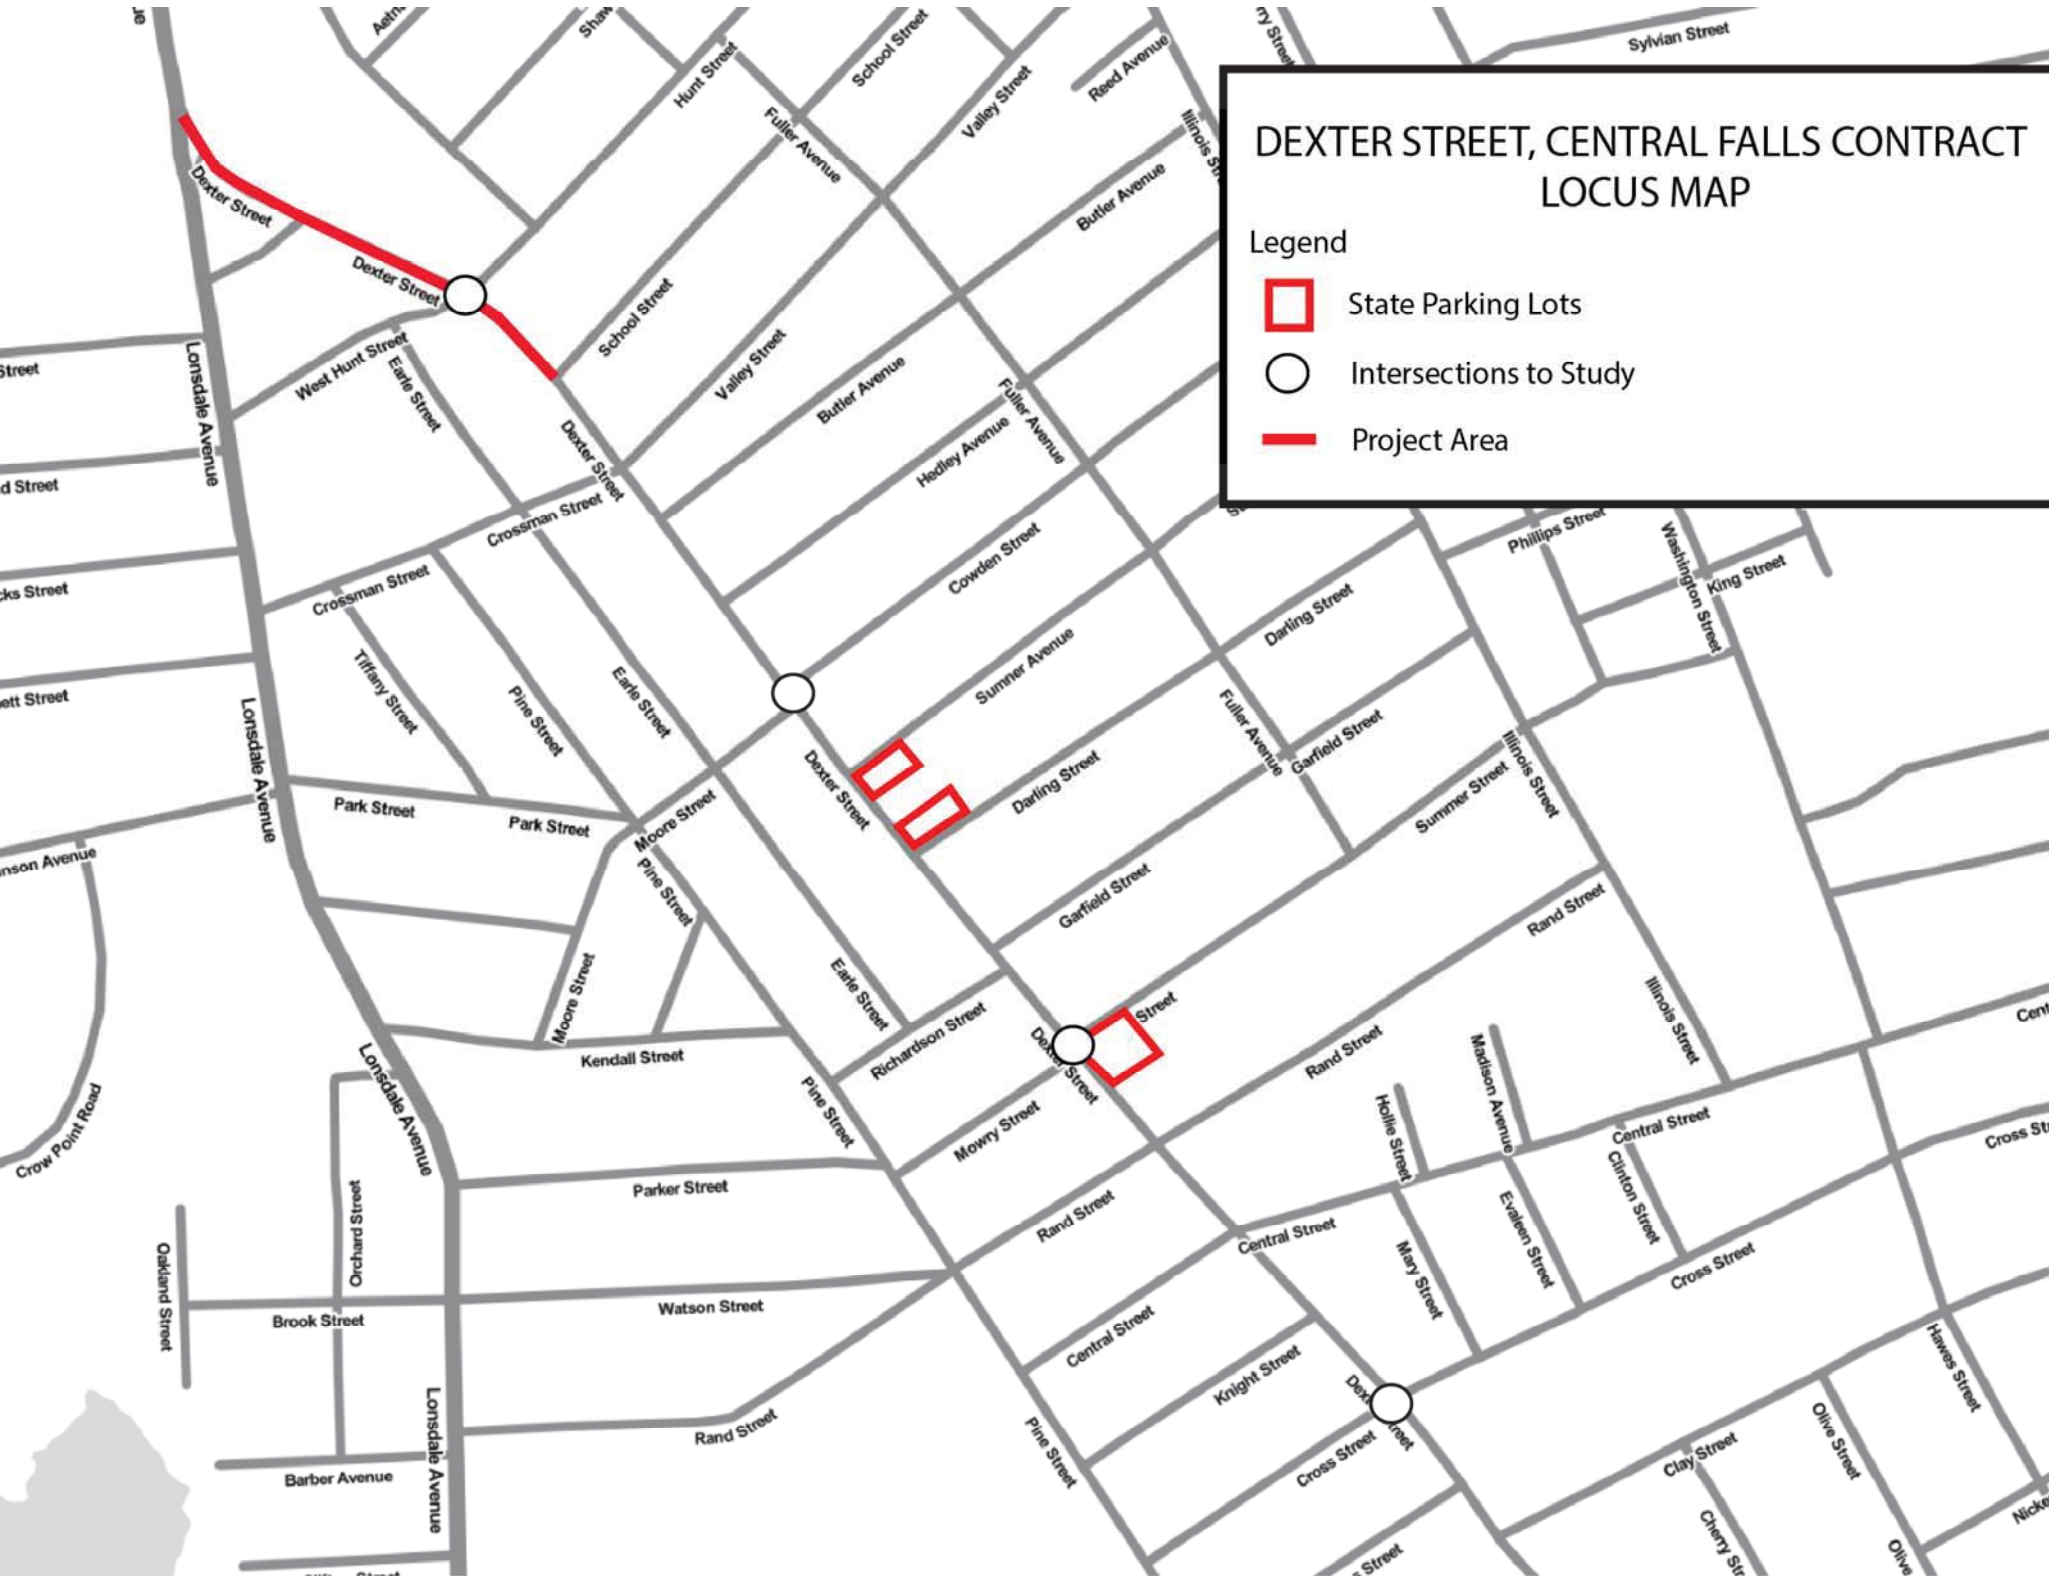 Sylvian Street
School Street
Hunt Street
Reed Avenue
Valley Street
Fuller Avenue
DEXTER STREET, CENTRAL FALLS CONTRACT
LOCUS MAP
Legend
State Parking Lots
Intersections to Study
Project Area
Butler Avenue
Dexter Street
Dexter Street
School Street
West Hunt Street
Earle Street
Lonsdale Avenue
Valley Street
Butler Avenue
Fuller Avenue
Dexter Street
Hedley Avenue
Crossman Street
Crossman Street
Cowden Street
Phillips Street
Washington Street
King Street
Darling Street
Sumner Avenue
Tiffany Street
Pine Street
Earle Street
Lonsdale Avenue
Fuller Avenue
Garfield Street
Illinois Street
Summer Street
Dexter Street
Darling Street
Park Street
Park Street
Moore Street
Pine Street
Garfield Street
Rand Street
Moore Street
Earle Street
Richardson Street
Street
Dexter Street
Illinois Street
Kendall Street
Rand Street
Madison Avenue
Hollie Street
Lonsdale Avenue
Crow Point Road
Pine Street
Mowry Street
Central Street
Clinton Street
Evaleen Street
Parker Street
Orchard Street
Oakland Street
Rand Street
Central Street
Mary Street
Cross Street
Brook Street
Watson Street
Central Street
Knight Street
Hawes Street
Lonsdale Avenue
Rand Street
Pine Street
Cross Street
Clay Street
Olive Street
Barber Avenue
Olive
Street